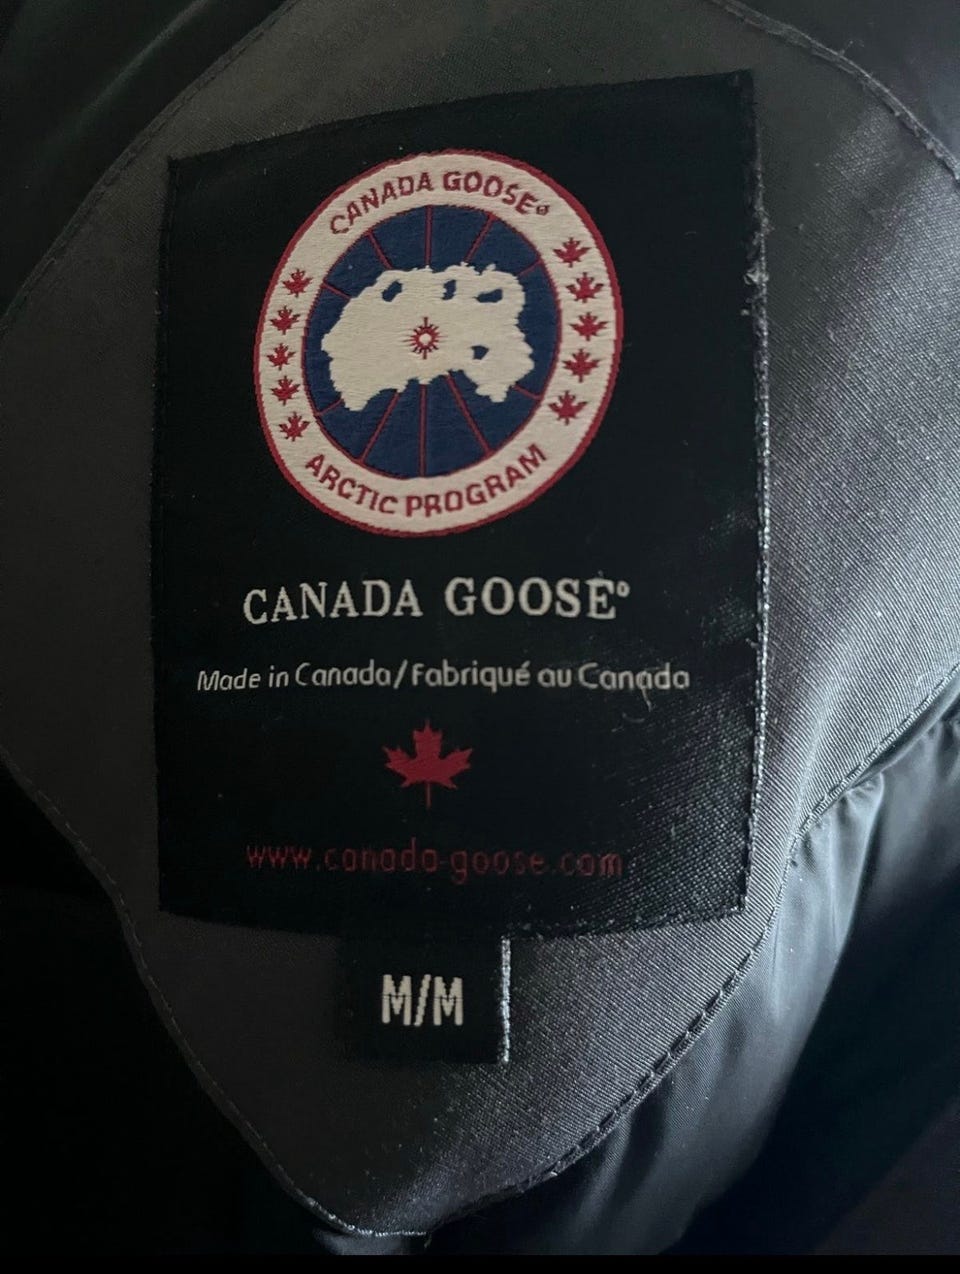 CANADA GOOSE®
ARCTIC PROGRAM
CANADA GOOSE®
Made in Canada/Fabriqué au Canada
www.canada-goose.com
M/M